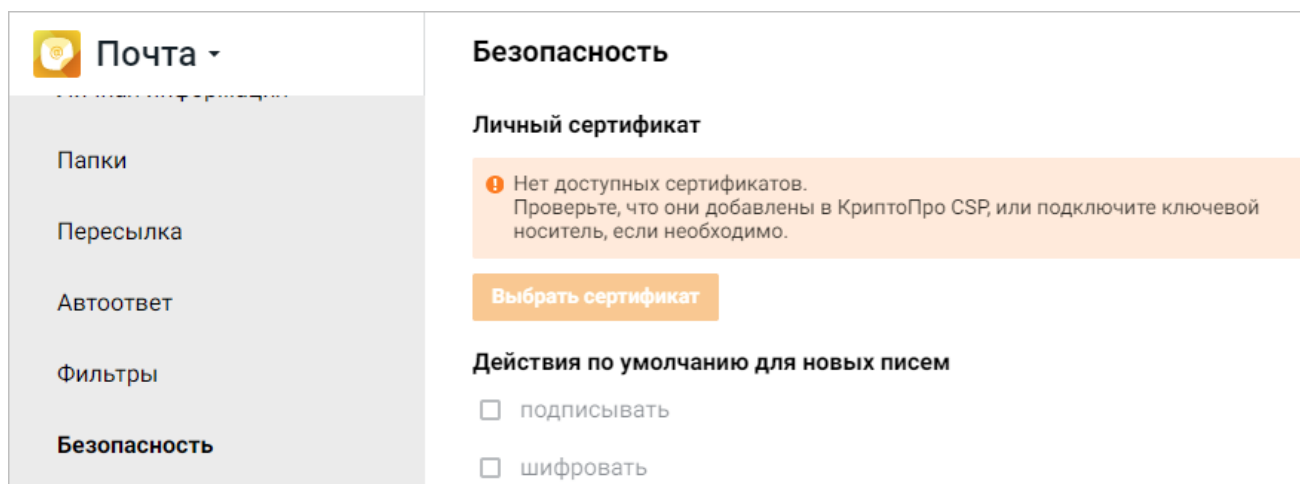 Почта
Безопасность
Личный сертификат
Нет доступных сертификатов.
Проверьте, что они добавлены в КриптоПро CSP, или подключите ключевой
носитель, если необходимо.
Выбрать сертификат
Действия по умолчанию для новых писем
подписывать
шифровать
Папки
Пересылка
Автоответ
Фильтры
Безопасность